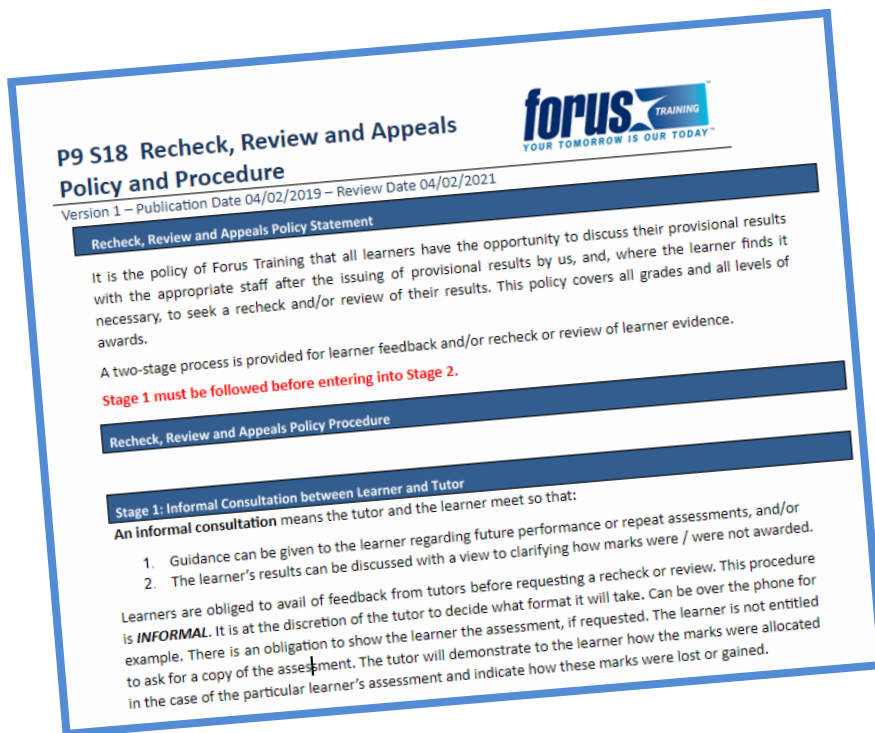 P9 S18 Recheck, Review and Appeals
Policy and Procedure
forus TRAINING
YOUR TOMORROW IS OUR TODAY™
Version 1 – Publication Date 04/02/2019 – Review Date 04/02/2021
Recheck, Review and Appeals Policy Statement
It is the policy of Forus Training that all learners have the opportunity to discuss their provisional results
with the appropriate staff after the issuing of provisional results by us, and, where the learner finds it
necessary, to seek a recheck and/or review of their results. This policy covers all grades and all levels of
awards.
A two-stage process is provided for learner feedback and/or recheck or review of learner evidence.
Stage 1 must be followed before entering into Stage 2.
Recheck, Review and Appeals Policy Procedure
Stage 1: Informal Consultation between Learner and Tutor
An informal consultation means the tutor and the learner meet so that:
1. Guidance can be given to the learner regarding future performance or repeat assessments, and/or
2. The learner's results can be discussed with a view to clarifying how marks were / were not awarded.
Learners are obliged to avail of feedback from tutors before requesting a recheck or review. This procedure
is INFORMAL. It is at the discretion of the tutor to decide what format it will take. Can be over the phone for
example. There is an obligation to show the learner the assessment, if requested. The learner is not entitled
to ask for a copy of the assessment. The tutor will demonstrate to the learner how the marks were allocated
in the case of the particular learner's assessment and indicate how these marks were lost or gained.